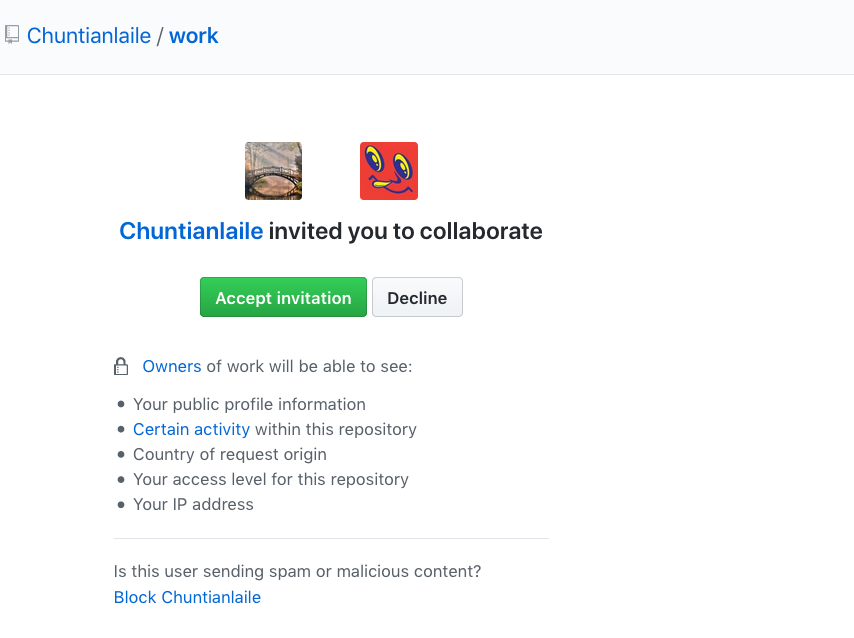 Chuntianlaile / work
Chuntianlaile invited you to collaborate
Accept invitation Decline
Owners of work will be able to see:
Your public profile information
Certain activity within this repository
Country of request origin
Your access level for this repository
Your IP address
Is this user sending spam or malicious content?
Block Chuntianlaile